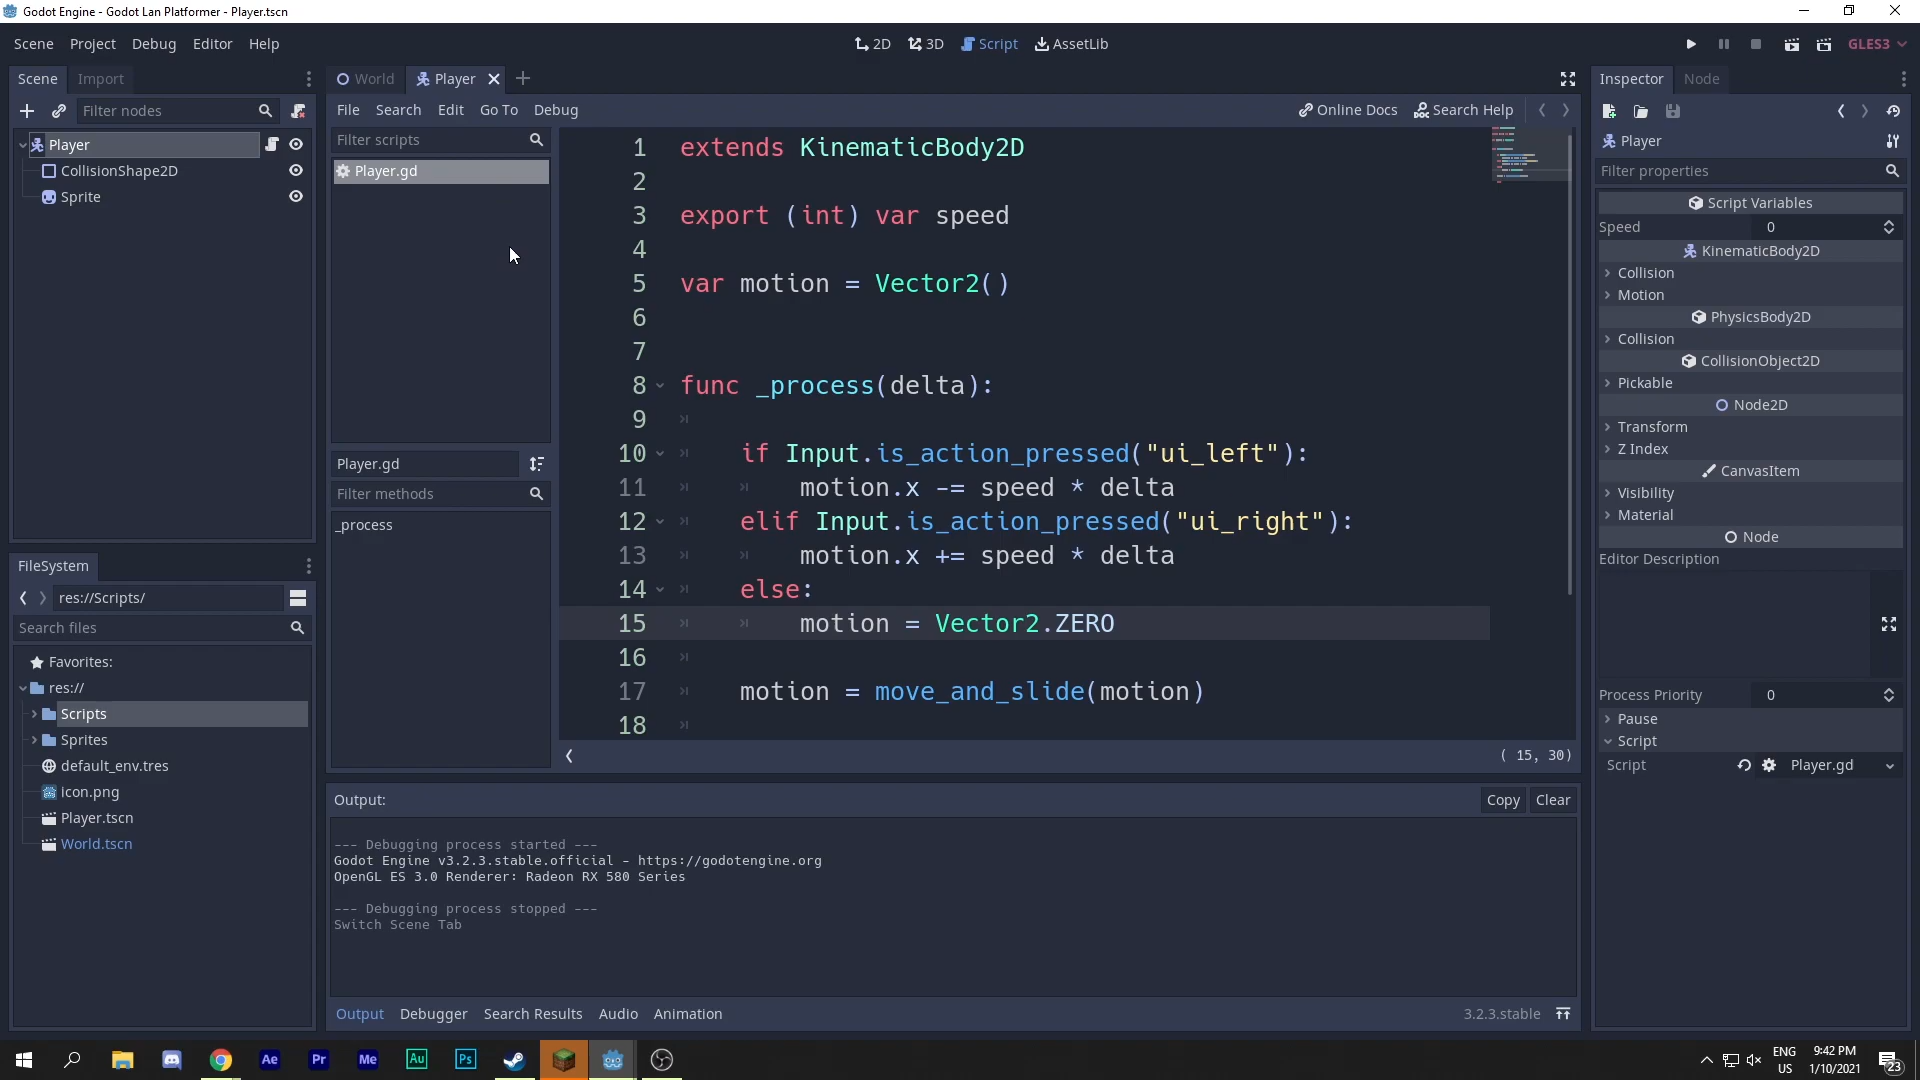 Godot Engine - Godot Lan Platformer - Player.tscn
Scene Project Debug Editor Help
2D 3D Script AssetLib
GLES3
Scene Import
Filter nodes
Player
CollisionShape2D
Sprite
World Player
File Search Edit Go To Debug
Online Docs Search Help
Filter scripts
Player.gd
Player.gd
Filter methods
_process
1 extends KinematicBody2D
2
3 export (int) var speed
4
5 var motion = Vector2()
6
7
8 func _process(delta):
9
10 if Input.is_action_pressed("ui_left"):
11 motion.x -= speed * delta
12 elif Input.is_action_pressed("ui_right"):
13 motion.x += speed * delta
14 else:
15 motion = Vector2.ZERO
16
17 motion = move_and_slide(motion)
18
( 15, 30)
FileSystem
res://Scripts/
Search files
Favorites:
res://
Scripts
Sprites
default_env.tres
icon.png
Player.tscn
World.tscn
Output:
Copy Clear
--- Debugging process started ---
Godot Engine v3.2.3.stable.official - https://godotengine.org
OpenGL ES 3.0 Renderer: Radeon RX 580 Series
--- Debugging process stopped ---
Switch Scene Tab
Output Debugger Search Results Audio Animation
3.2.3.stable
Inspector Node
Player
Filter properties
Script Variables
Speed 0
KinematicBody2D
Collision
Motion
PhysicsBody2D
Collision
CollisionObject2D
Pickable
Node2D
Transform
Z Index
CanvasItem
Visibility
Material
Node
Editor Description
Process Priority 0
Pause
Script
Script Player.gd
Ae Pr Me Au Ps
ENG
US
9:42 PM
1/10/2021
23